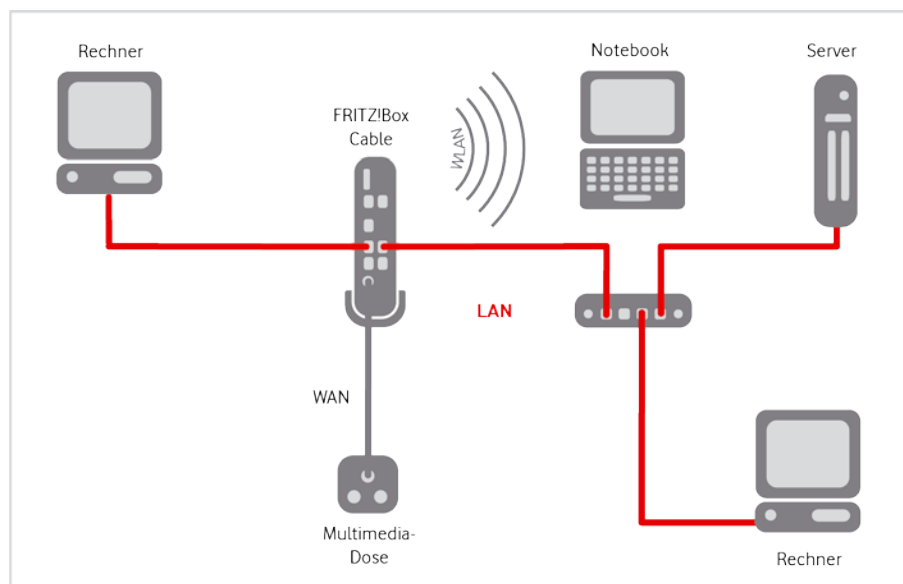 Rechner
Notebook
Server
FRITZ!Box
Cable
WLAN
LAN
WAN
Multimedia-
Dose
Rechner